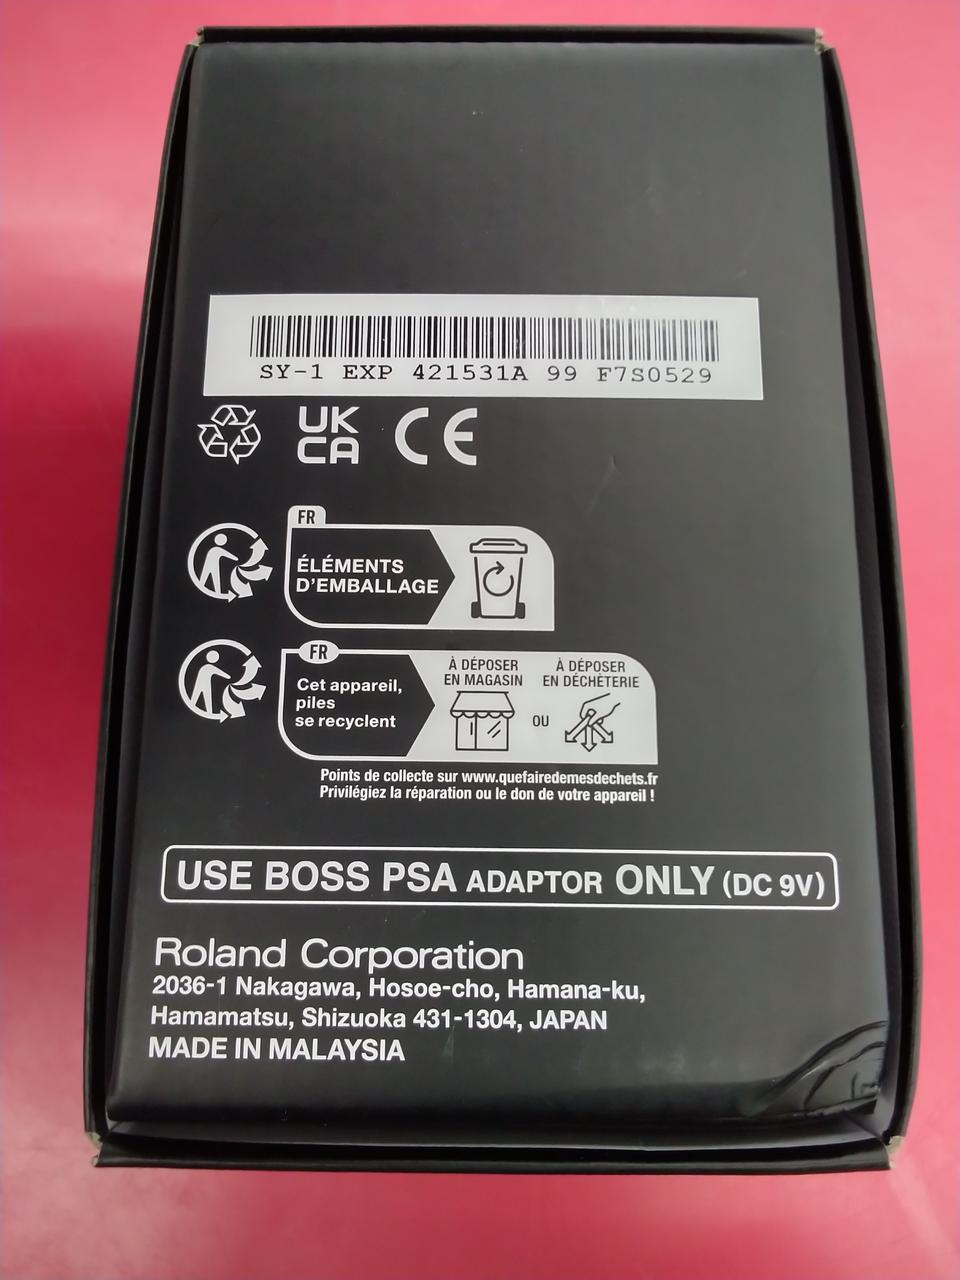 SY-1 EXP 421531A 99 F7S0529
UK
CA
CE
FR
ÉLÉMENTS
D'EMBALLAGE
FR
Cet appareil,
piles
se recyclent
À DÉPOSER
EN MAGASIN
OU
À DÉPOSER
EN DÉCHÈTERIE
Points de collecte sur www.quefairedemesdechets.fr
Privilégiez la réparation ou le don de votre appareil !
USE BOSS PSA ADAPTOR ONLY (DC 9V)
Roland Corporation
2036-1 Nakagawa, Hosoe-cho, Hamana-ku,
Hamamatsu, Shizuoka 431-1304, JAPAN
MADE IN MALAYSIA